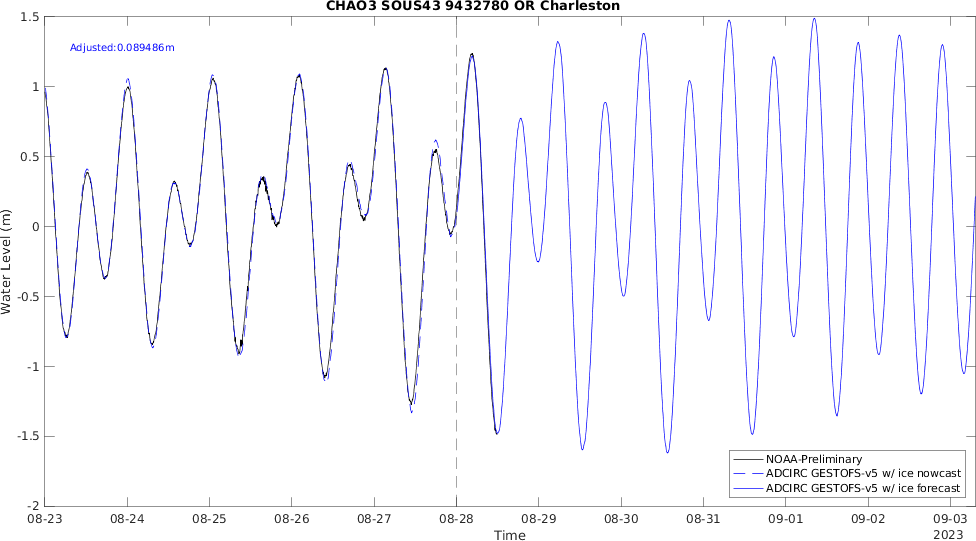 CHAO3 SOUS43 9432780 OR Charleston
Adjusted:0.089486m
1.5
1
0.5
0
-0.5
-1
-1.5
-2
Water Level (m)
NOAA-Preliminary
ADCIRC GESTOFS-v5 w/ ice nowcast
ADCIRC GESTOFS-v5 w/ ice forecast
08-23 08-24 08-25 08-26 08-27 08-28 08-29 08-30 08-31 09-01 09-02 09-03
Time
2023